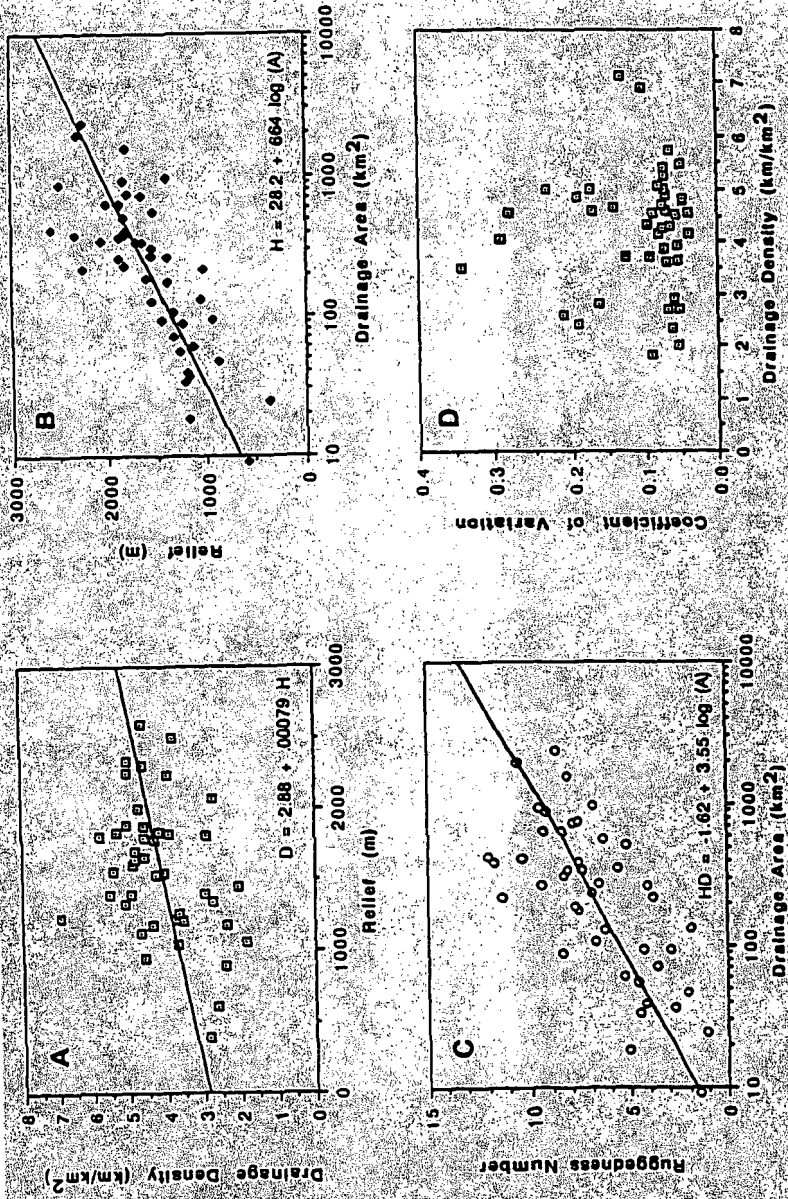 A
8
7
6
5
4
3
2
1
0
Drainage Density (km/km²)
D = 2.88 + .00079 H
0
1000
2000
3000
Relief (m)
B
3000
2000
1000
0
Relief (m)
H = 28.2 + 664 log (A)
10
100
1000
10000
Drainage Area (km²)
C
15
10
5
0
Ruggedness Number
HD = -1.62 + 3.55 log (A)
10
100
1000
10000
Drainage Area (km²)
D
0.4
0.3
0.2
0.1
0.0
Coefficient of Variation
0
1
2
3
4
5
6
7
8
Drainage Density (km/km²)